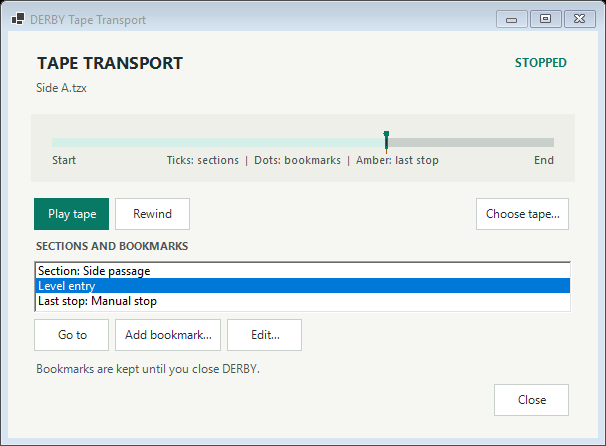 DERBY Tape Transport
TAPE TRANSPORT
STOPPED
Side A.tzx
Start
Ticks: sections | Dots: bookmarks | Amber: last stop
End
Play tape
Rewind
Choose tape...
SECTIONS AND BOOKMARKS
Section: Side passage
Level entry
Last stop: Manual stop
Go to
Add bookmark...
Edit...
Bookmarks are kept until you close DERBY.
Close